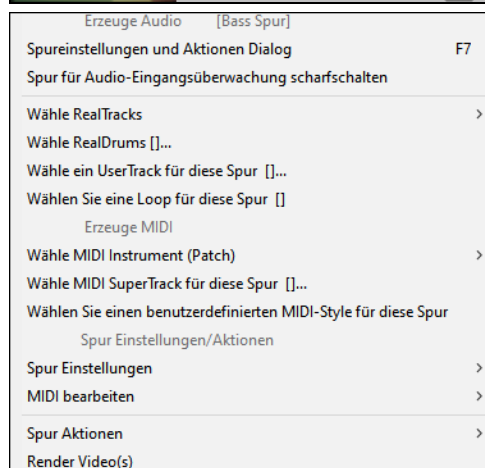 Erzeuge Audio [Bass Spur]
Spureinstellungen und Aktionen Dialog F7
Spur für Audio-Eingangsüberwachung scharfschalten
Wähle RealTracks >
Wähle RealDrums []...
Wähle ein UserTrack für diese Spur []...
Wählen Sie eine Loop für diese Spur []
Erzeuge MIDI
Wähle MIDI Instrument (Patch) >
Wähle MIDI SuperTrack für diese Spur []...
Wählen Sie einen benutzerdefinierten MIDI-Style für diese Spur
Spur Einstellungen/Aktionen
Spur Einstellungen >
MIDI bearbeiten >
Spur Aktionen >
Render Video(s)